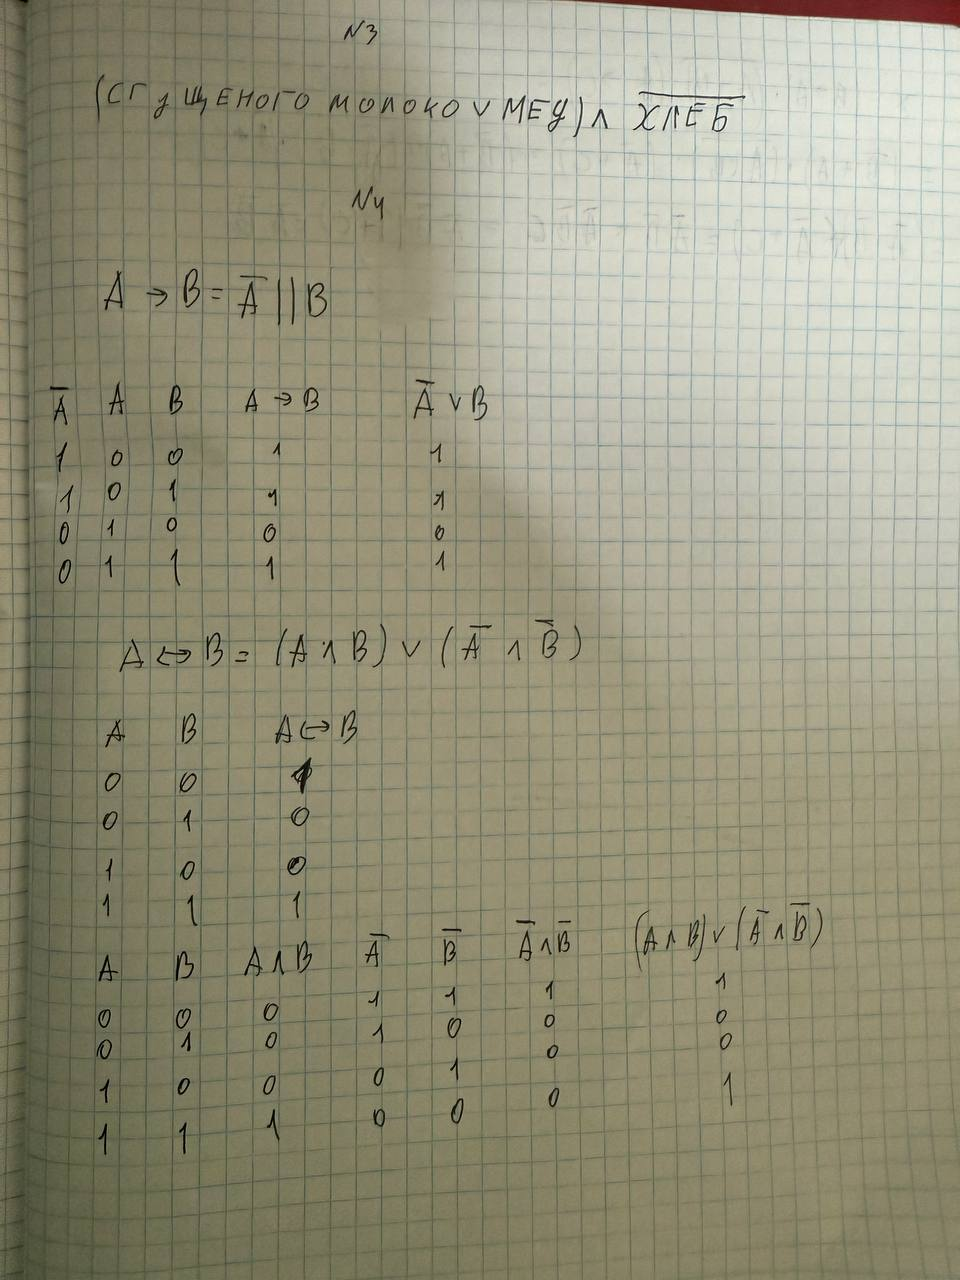 N3
(СГУЩЕНОГО МОЛОКО ∨ МЕД) ∧ X̅Л̅Е̅Б̅
N4
A → B = A̅ || B
A̅ A B A → B A̅ ∨ B
1 0 0 1 1
1 0 1 1 1
0 1 0 0 0
0 1 1 1 1
A ↔ B = (A ∧ B) ∨ (A̅ ∧ B̅)
A B A ↔ B
0 0 1
0 1 0
1 0 0
1 1 1
A B A ∧ B A̅ B̅ A̅ ∧ B̅ (A ∧ B) ∨ (A̅ ∧ B̅)
0 0 0 1 1 1 1
0 1 0 1 0 0 0
1 0 0 0 1 0 0
1 1 1 0 0 0 1